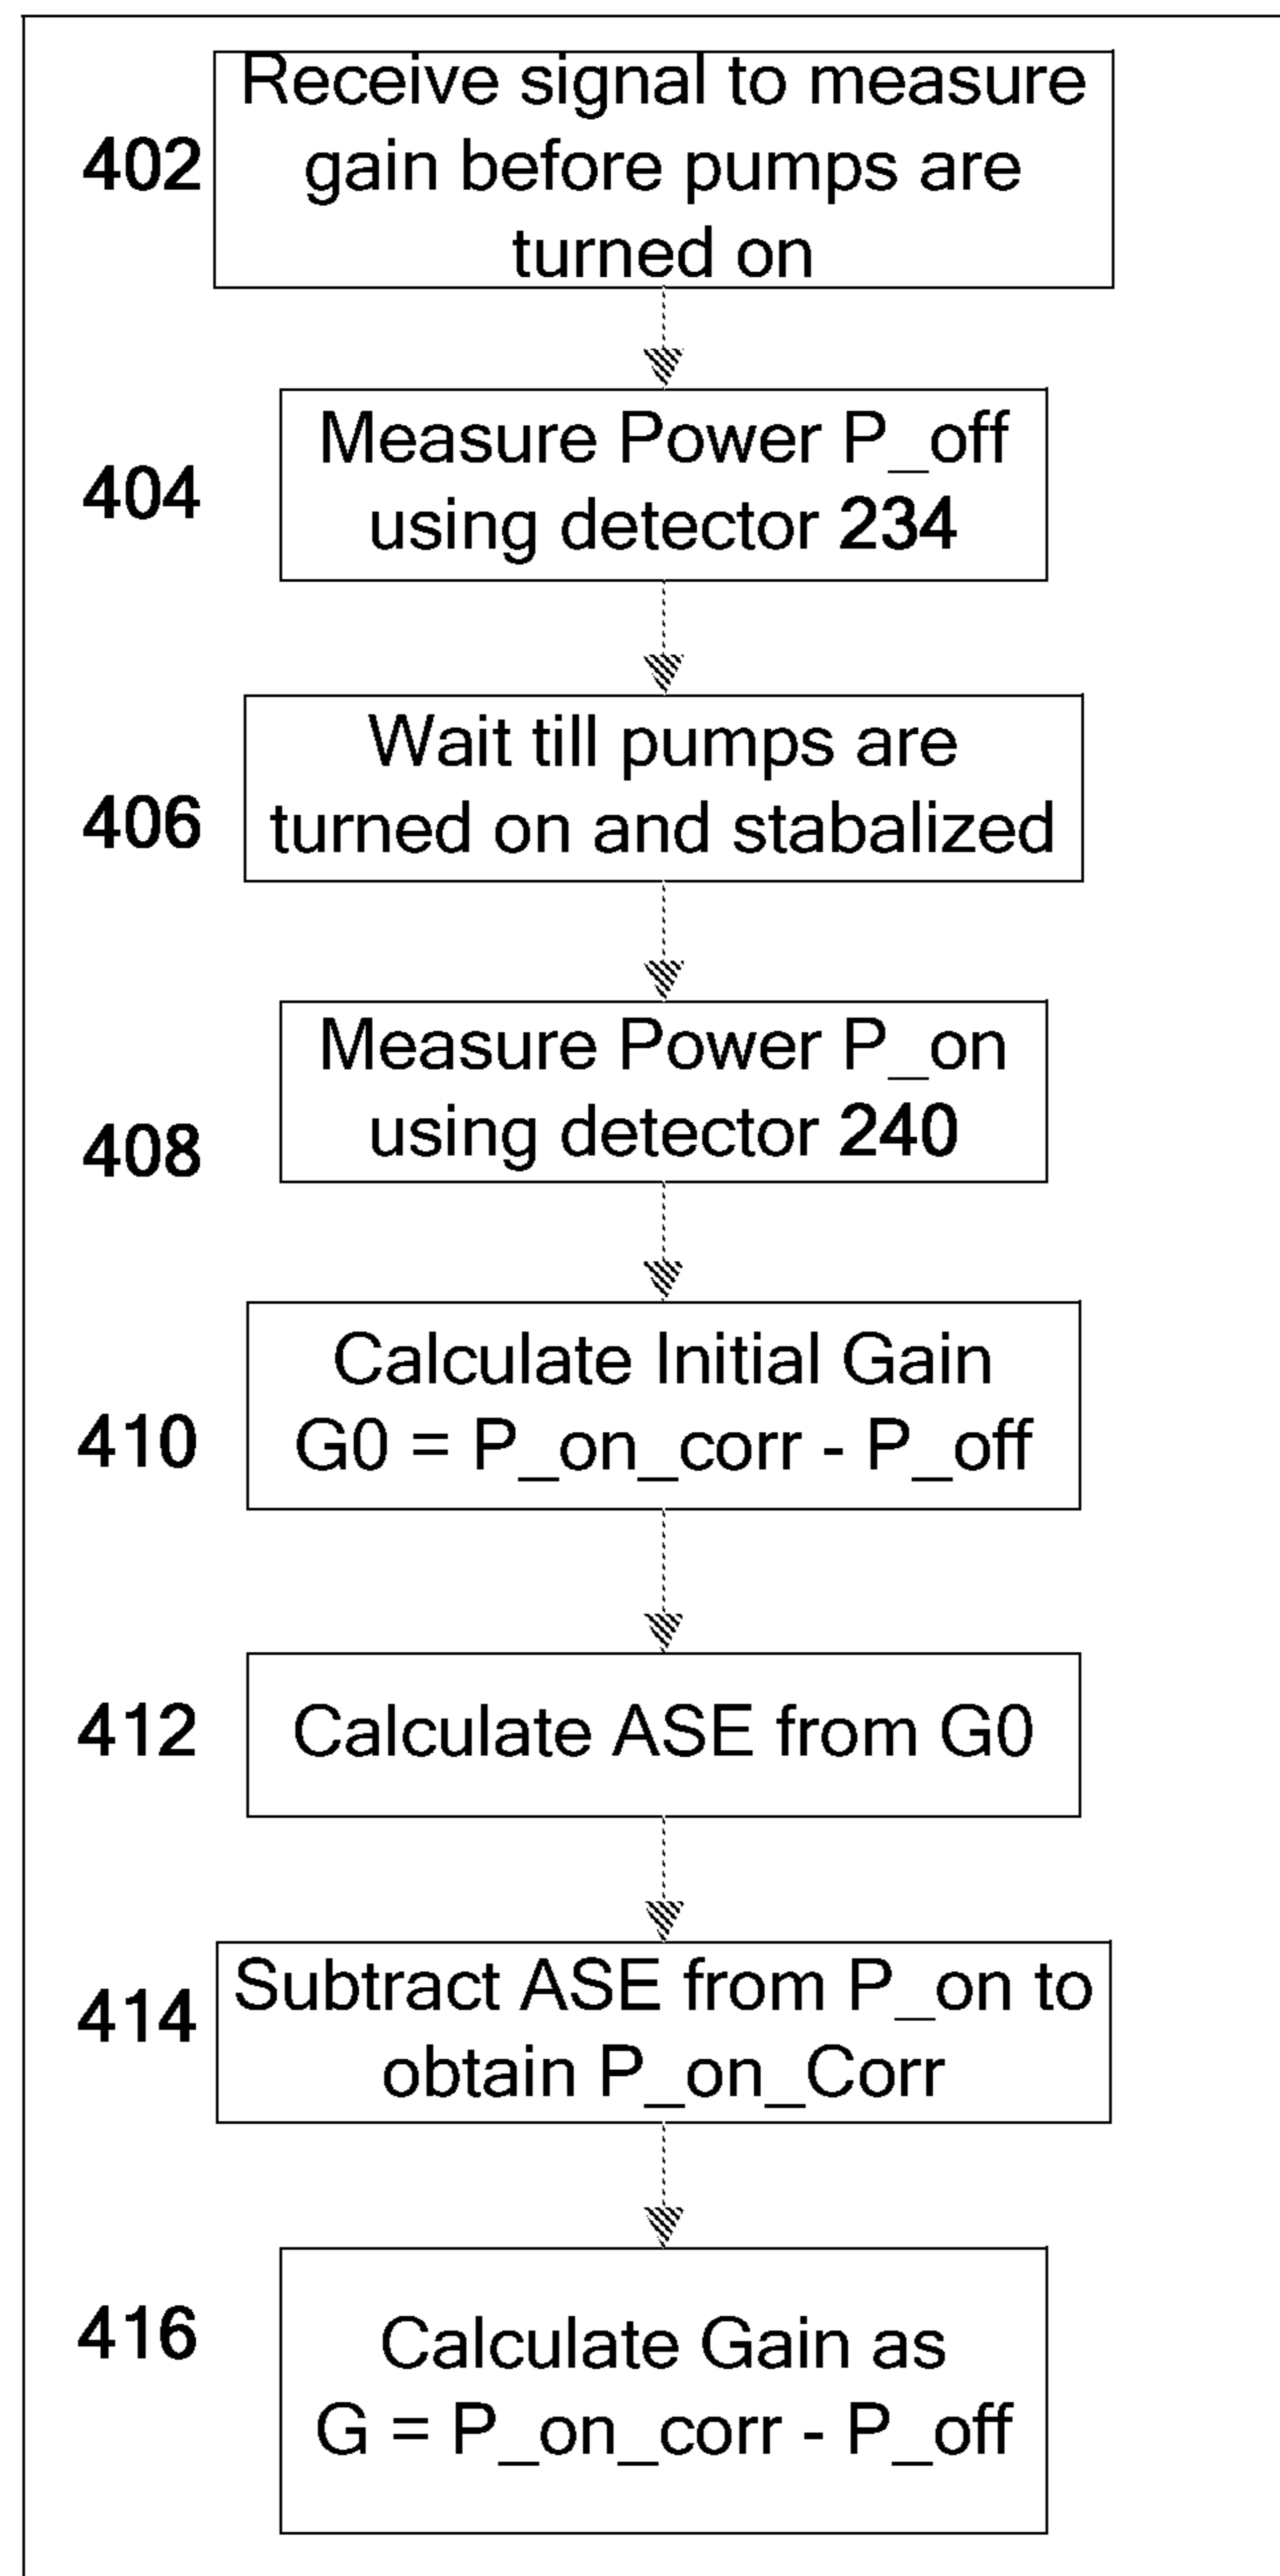 Receive signal to measure
402
gain before pumps are
turned on
Measure Power P_off
404
using detector 234
Wait till pumps are
406
turned on and stabalized
Measure Power P_on
408
using detector 240
Calculate Initial Gain
410
G0 = P_on_corr - P_off
412
Calculate ASE from G0
414
Subtract ASE from P_on to
obtain P_on_Corr
416
Calculate Gain as
G = P_on_corr - P_off